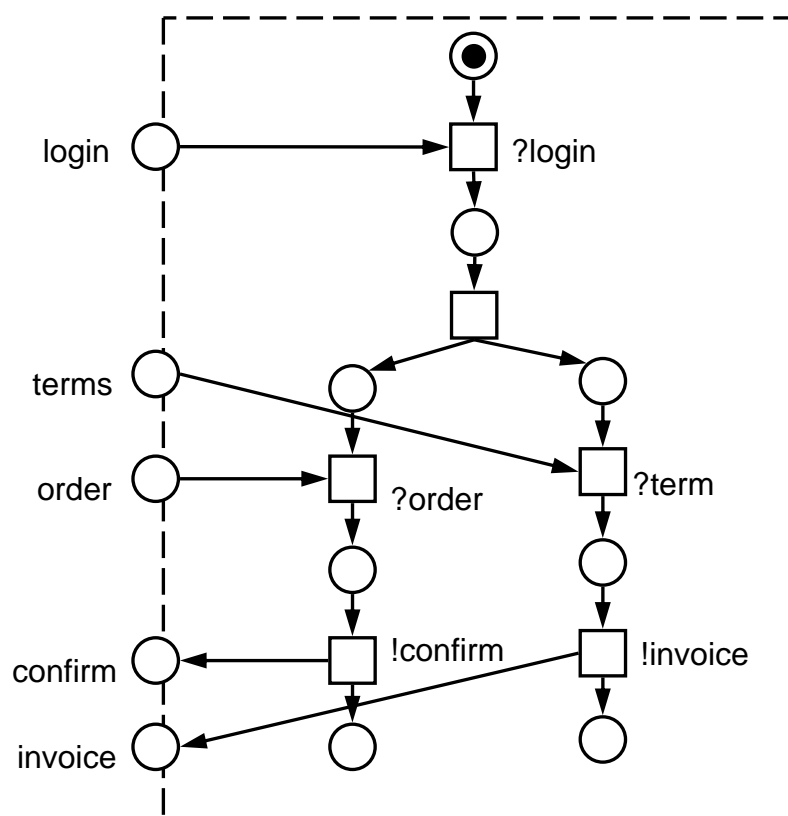 login
?login
terms
order
?order
?term
confirm
!confirm
!invoice
invoice